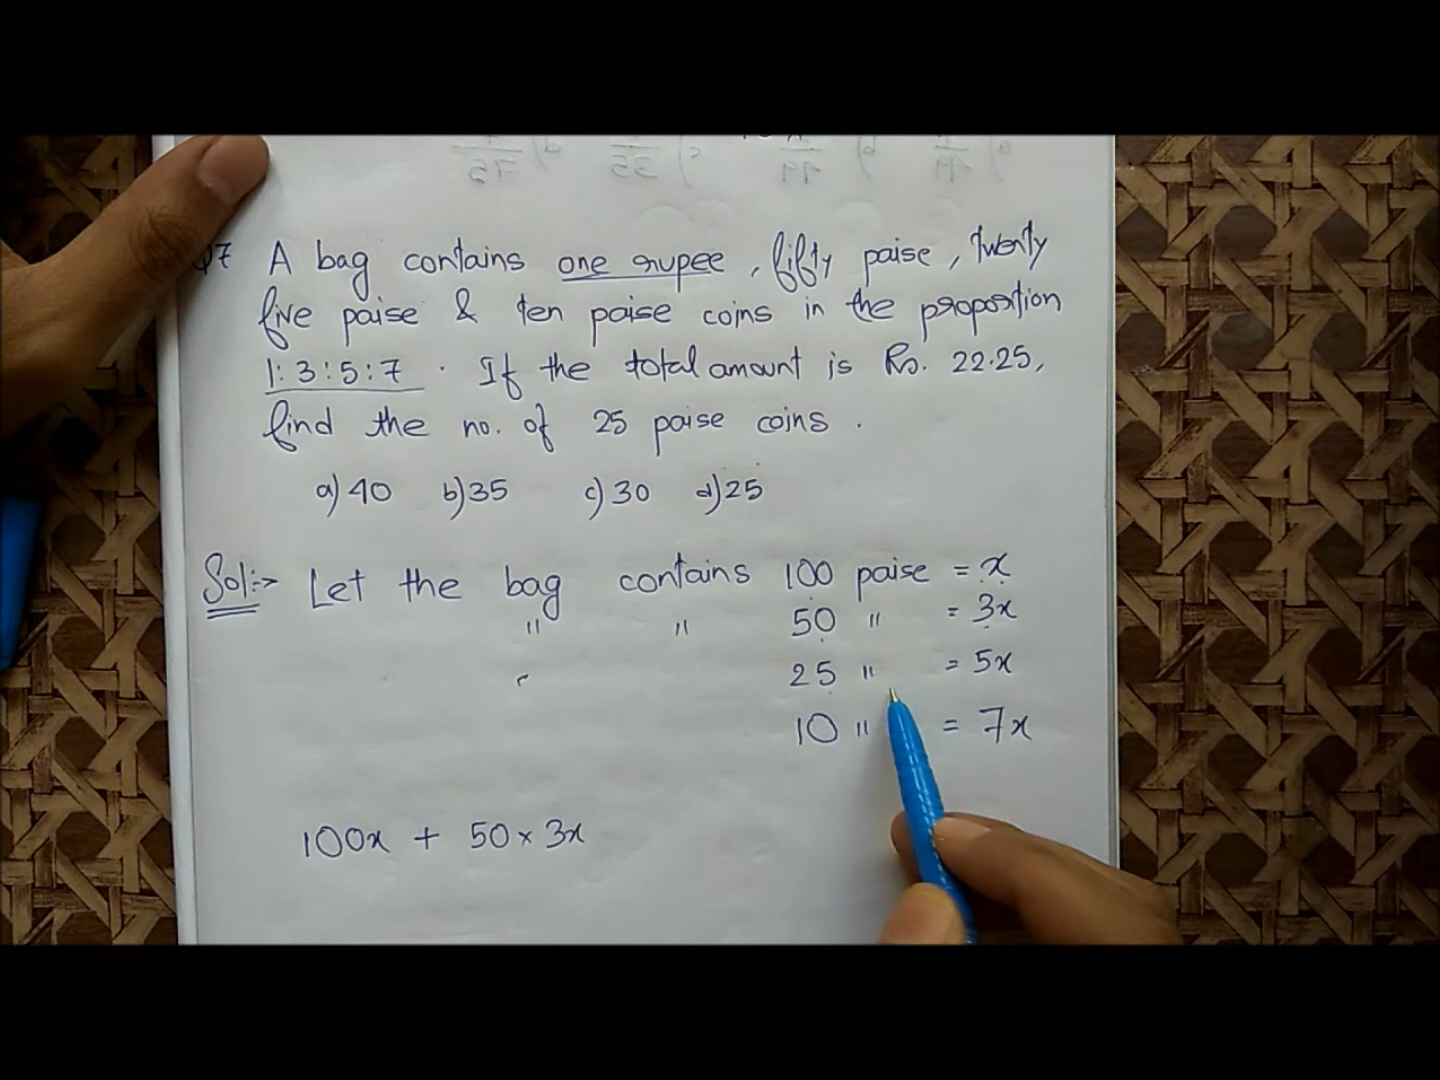 Q7 A bag contains one rupee, fifty paise, twenty
five paise & ten paise coins in the proportion
1:3:5:7. If the total amount is Rs. 22.25,
find the no. of 25 paise coins.
a) 40 b) 35 c) 30 d) 25
Sol:-> Let the bag contains 100 paise = x
" " 50 " = 3x
25 " = 5x
10 " = 7x
100x + 50 × 3x